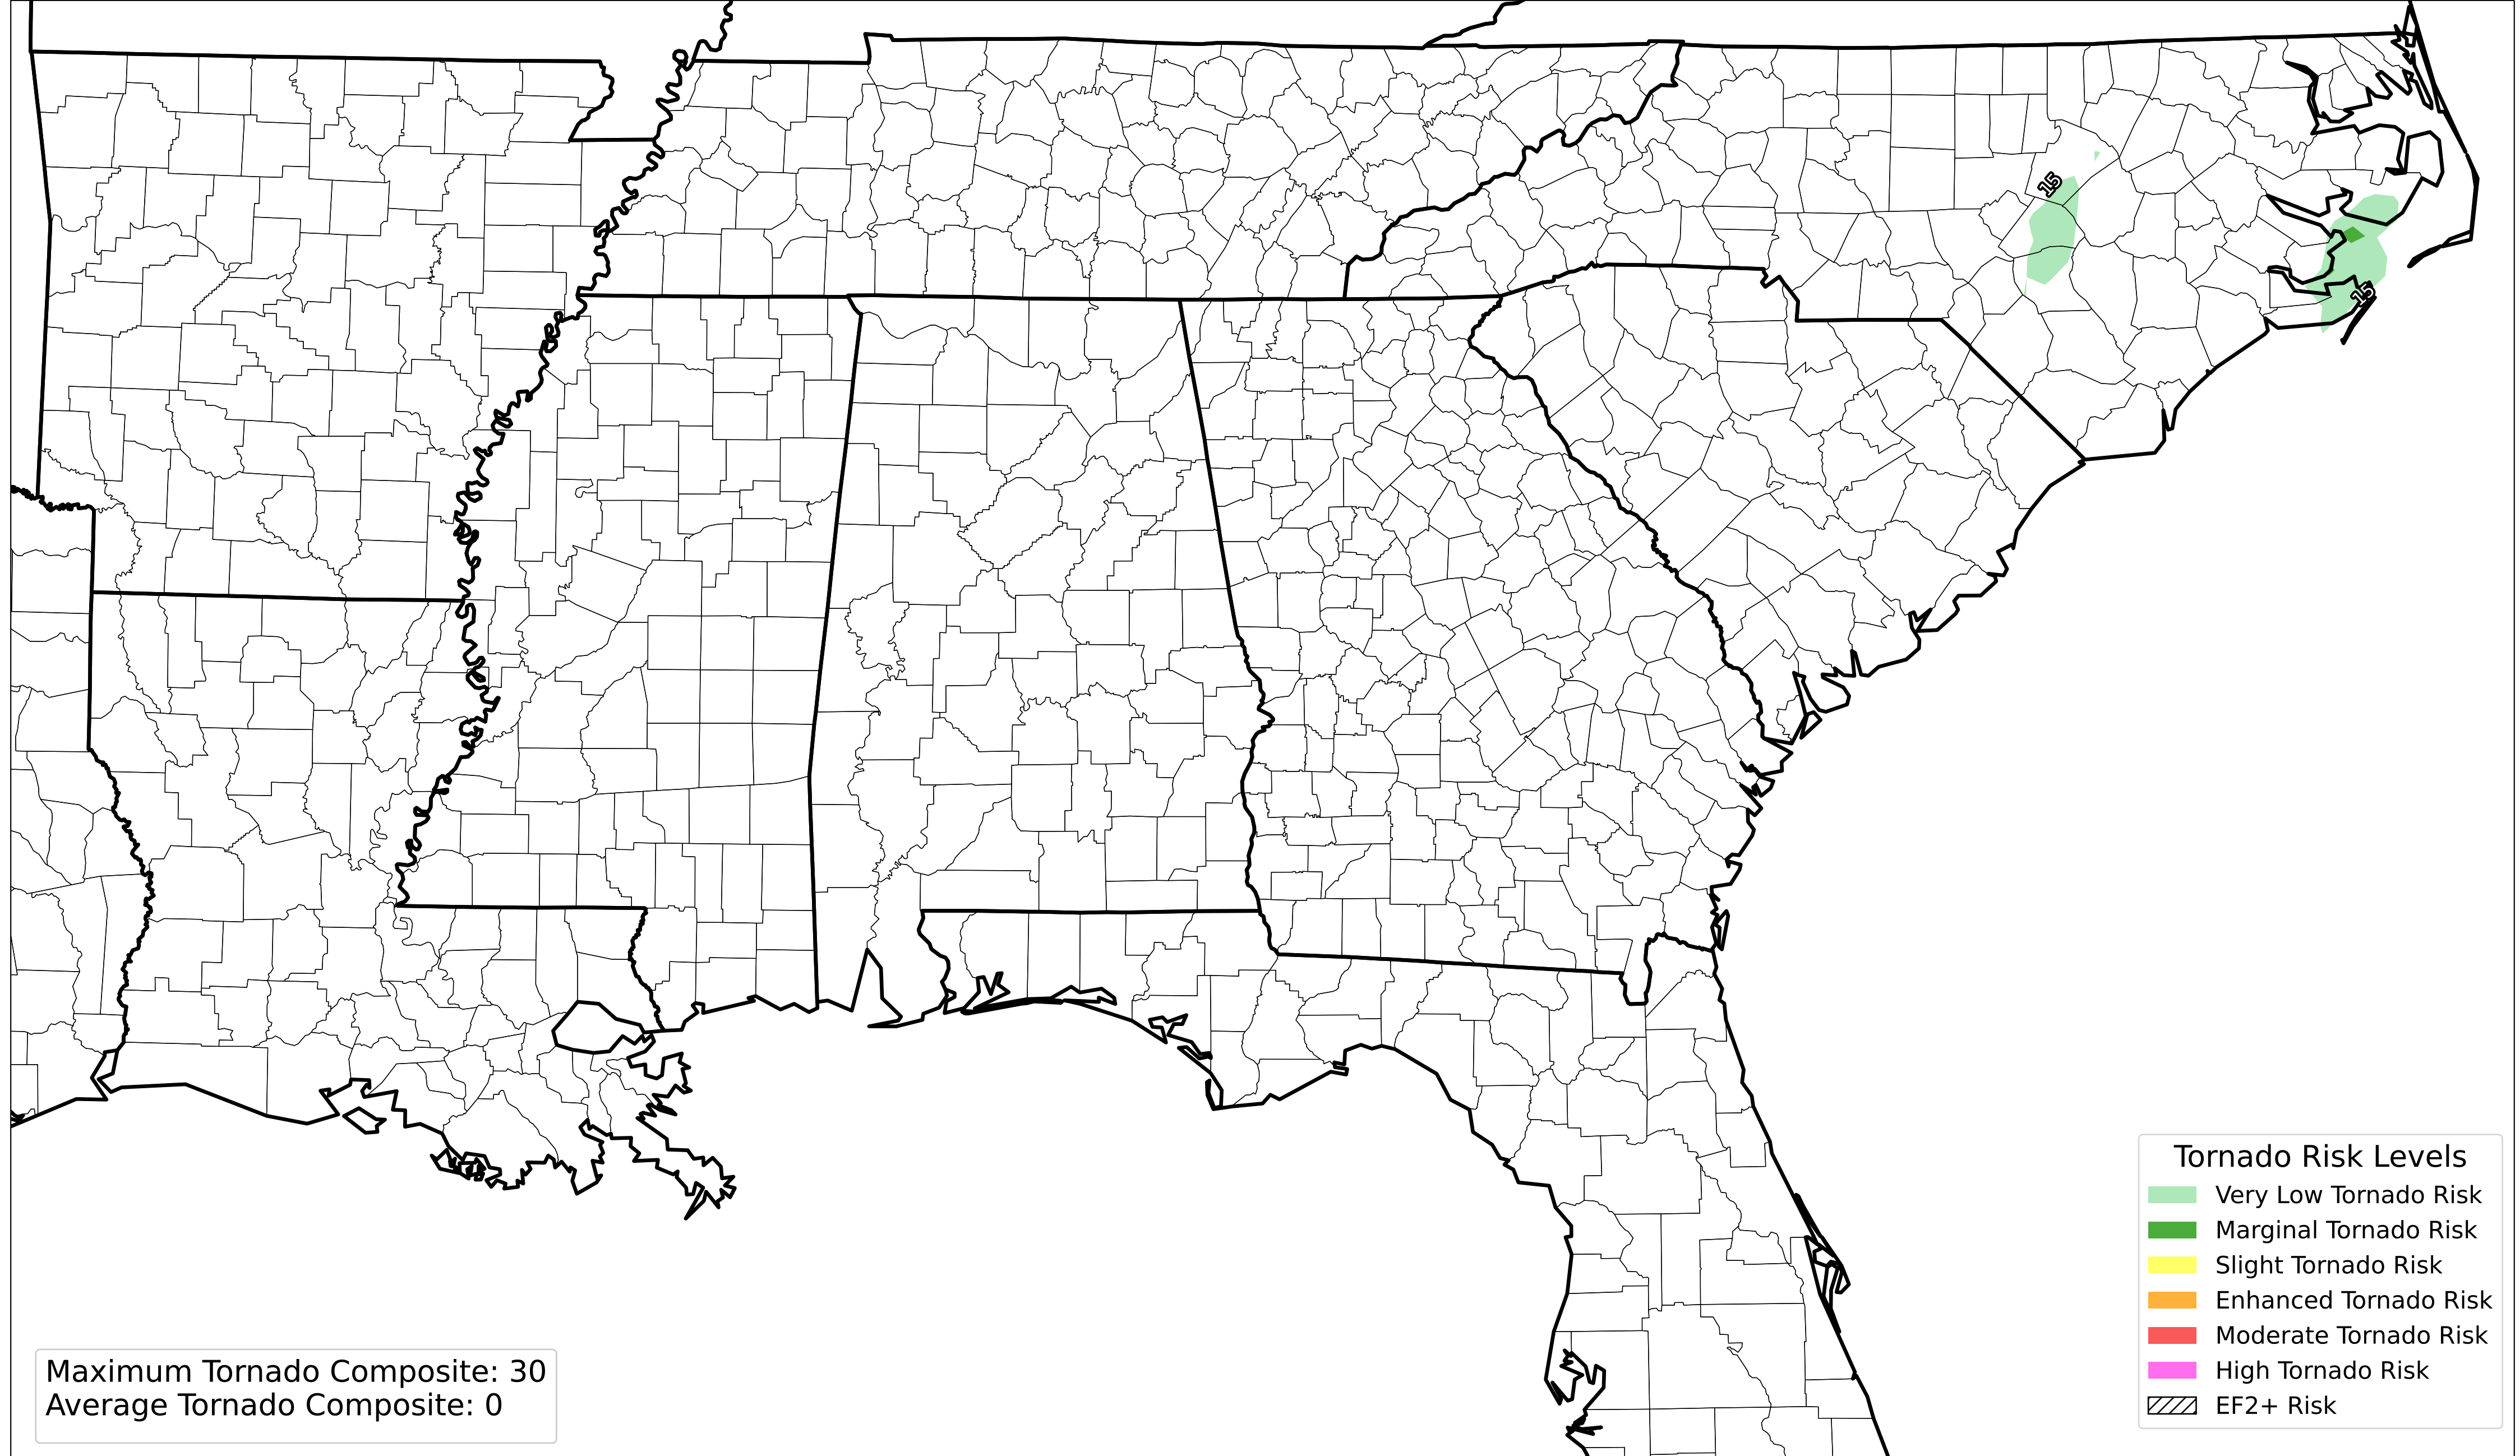 15
15
Tornado Risk Levels
Very Low Tornado Risk
Marginal Tornado Risk
Slight Tornado Risk
Enhanced Tornado Risk
Moderate Tornado Risk
High Tornado Risk
EF2+ Risk
Maximum Tornado Composite: 30
Average Tornado Composite: 0